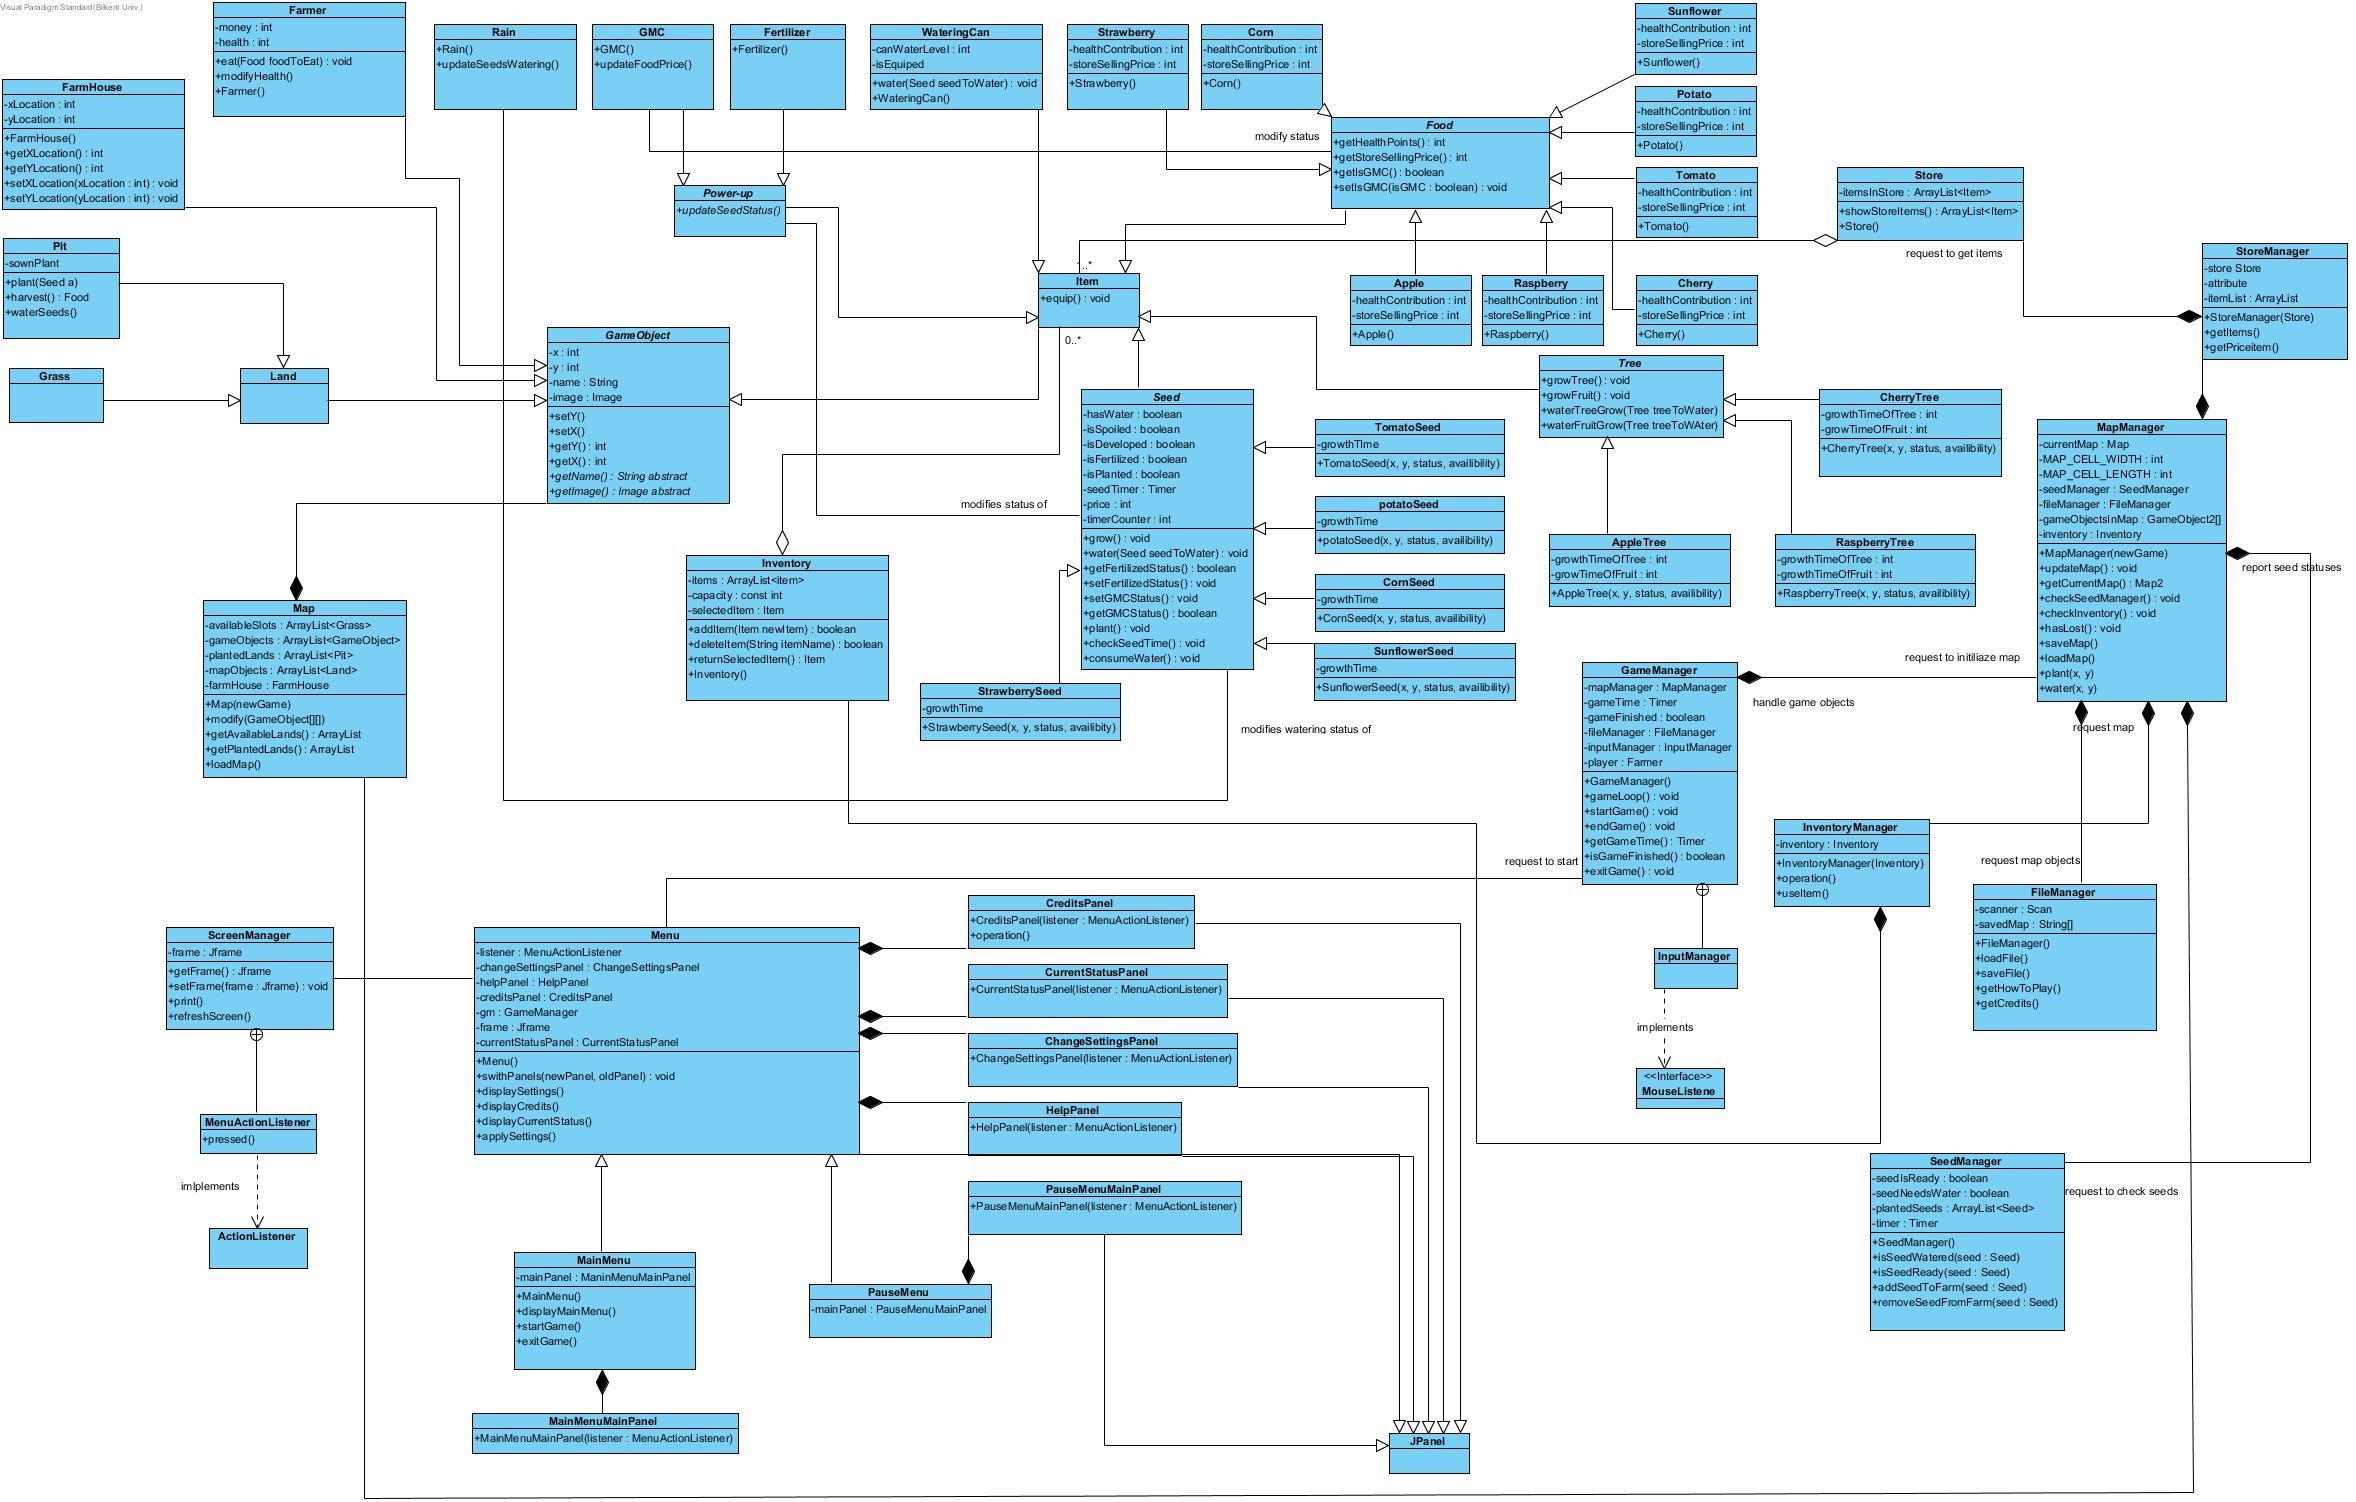 Visual Paradigm Standard(Bilkent Univ.)
Farmer
-money : int
-health : int
+eat(Food foodToEat) : void
+modifyHealth()
+Farmer()
Rain
+Rain()
+updateSeedsWatering()
GMC
+GMC()
+updateFoodPrice()
Fertilizer
+Fertilizer()
WateringCan
-canWaterLevel : int
-isEquiped
+water(Seed seedToWater) : void
+WateringCan()
Strawberry
-healthContribution : int
-storeSellingPrice : int
+Strawberry()
Corn
-healthContribution : int
-storeSellingPrice : int
+Corn()
Sunflower
-healthContribution : int
-storeSellingPrice : int
+Sunflower()
FarmHouse
-xLocation : int
-yLocation : int
+FarmHouse()
+getXLocation() : int
+getYLocation() : int
+setXLocation(xLocation : int) : void
+setYLocation(yLocation : int) : void
Potato
-healthContribution : int
-storeSellingPrice : int
+Potato()
modify status
Food
+getHealthPoints() : int
+getStoreSellingPrice() : int
+getIsGMC() : boolean
+setIsGMC(isGMC : boolean) : void
Tomato
-healthContribution : int
-storeSellingPrice : int
+Tomato()
Store
-itemsInStore : ArrayList<Item>
+showStoreItems() : ArrayList<Item>
+Store()
Power-up
+updateSeedStatus()
request to get items
Pit
-sownPlant
+plant(Seed a)
+harvest() : Food
+waterSeeds()
StoreManager
-store Store
-attribute
-itemList : ArrayList
+StoreManager(Store)
+getItems()
+getPriceitem()
..*
Item
+equip() : void
0..*
Apple
-healthContribution : int
-storeSellingPrice : int
+Apple()
Raspberry
-healthContribution : int
-storeSellingPrice : int
+Raspberry()
Cherry
-healthContribution : int
-storeSellingPrice : int
+Cherry()
GameObject
-x : int
-y : int
-name : String
-image : Image
+setY()
+setX()
+getY() : int
+getX() : int
+getName() : String abstract
+getImage() : Image abstract
Grass
Land
Tree
+growTree() : void
+growFruit() : void
+waterTreeGrow(Tree treeToWater)
+waterFruitGrow(Tree treeToWAter)
Seed
-hasWater : boolean
-isSpoiled : boolean
-isDeveloped : boolean
-isFertilized : boolean
-isPlanted : boolean
-seedTimer : Timer
-price : int
-timerCounter : int
+grow() : void
+water(Seed seedToWater) : void
+getFertilizedStatus() : boolean
+setFertilizedStatus() : void
+setGMCStatus() : void
+getGMCStatus() : boolean
+plant() : void
+checkSeedTime() : void
+consumeWater() : void
CherryTree
-growthTimeOfTree : int
-growTimeOfFruit : int
+CherryTree(x, y, status, availibility)
TomatoSeed
-growthTIme
+TomatoSeed(x, y, status, availibility)
MapManager
-currentMap : Map
-MAP_CELL_WIDTH : int
-MAP_CELL_LENGTH : int
-seedManager : SeedManager
-fileManager : FileManager
-gameObjectsInMap : GameObject2[]
-inventory : Inventory
+MapManager(newGame)
+updateMap() : void
+getCurrentMap() : Map2
+checkSeedManager() : void
+checkInventory() : void
+hasLost() : void
+saveMap()
+loadMap()
+plant(x, y)
+water(x, y)
modifies status of
potatoSeed
-growthTime
+potatoSeed(x, y, status, availibility)
AppleTree
-growthTimeOfTree : int
-growTimeOfFruit : int
+AppleTree(x, y, status, availibility)
RaspberryTree
-growthTimeOfTree : int
-growthTimeOfFruit : int
+RaspberryTree(x, y, status, availibility)
report seed statuses
Inventory
-items : ArrayList<item>
-capacity : const int
-selectedItem : Item
+addItem(Item newItem) : boolean
+deleteItem(String itemName) : boolean
+returnSelectedItem() : Item
+Inventory()
CornSeed
-growthTime
+CornSeed(x, y, status, availibility)
Map
-availableSlots : ArrayList<Grass>
-gameObjects : ArrayList<GameObject>
-plantedLands : ArrayList<Pit>
-mapObjects : ArrayList<Land>
-farmHouse : FarmHouse
+Map(newGame)
+modify(GameObject[][])
+getAvailableLands() : ArrayList
+getPlantedLands() : ArrayList
+loadMap()
SunflowerSeed
-growthTime
+SunflowerSeed(x, y, status, availibility)
StrawberrySeed
-growthTime
+StrawberrySeed(x, y, status, availibity)
request to initiliaze map
GameManager
-mapManager : MapManager
-gameTime : Timer
-gameFinished : boolean
-fileManager : FileManager
-inputManager : InputManager
-player : Farmer
+GameManager()
+gameLoop() : void
+startGame() : void
+endGame() : void
+getGameTime() : Timer
+isGameFinished() : boolean
+exitGame() : void
handle game objects
request map
modifies watering status of
InventoryManager
-inventory : Inventory
+InventoryManager(Inventory)
+operation()
+useItem()
request to start
request map objects
FileManager
-scanner : Scan
-savedMap : String[]
+FileManager()
+loadFile()
+saveFile()
+getHowToPlay()
+getCredits()
CreditsPanel
+CreditsPanel(listener : MenuActionListener)
+operation()
ScreenManager
-frame : Jframe
+getFrame() : Jframe
+setFrame(frame : Jframe) : void
+print()
+refreshScreen()
Menu
-listener : MenuActionListener
-changeSettingsPanel : ChangeSettingsPanel
-helpPanel : HelpPanel
-creditsPanel : CreditsPanel
-gm : GameManager
-frame : Jframe
-currentStatusPanel : CurrentStatusPanel
+Menu()
+swithPanels(newPanel, oldPanel) : void
+displaySettings()
+displayCredits()
+displayCurrentStatus()
+applySettings()
InputManager
CurrentStatusPanel
+CurrentStatusPanel(listener : MenuActionListener)
implements
ChangeSettingsPanel
+ChangeSettingsPanel(listener : MenuActionListener)
<<Interface>>
MouseListene
HelpPanel
+HelpPanel(listener : MenuActionListener)
MenuActionListener
+pressed()
imlplements
ActionListener
SeedManager
-seedIsReady : boolean
-seedNeedsWater : boolean
-plantedSeeds : ArrayList<Seed>
-timer : Timer
+SeedManager()
+isSeedWatered(seed : Seed)
+isSeedReady(seed : Seed)
+addSeedToFarm(seed : Seed)
+removeSeedFromFarm(seed : Seed)
request to check seeds
PauseMenuMainPanel
+PauseMenuMainPanel(listener : MenuActionListener)
MainMenu
-mainPanel : ManinMenuMainPanel
+MainMenu()
+displayMainMenu()
+startGame()
+exitGame()
PauseMenu
-mainPanel : PauseMenuMainPanel
MainMenuMainPanel
+MainMenuMainPanel(listener : MenuActionListener)
JPanel